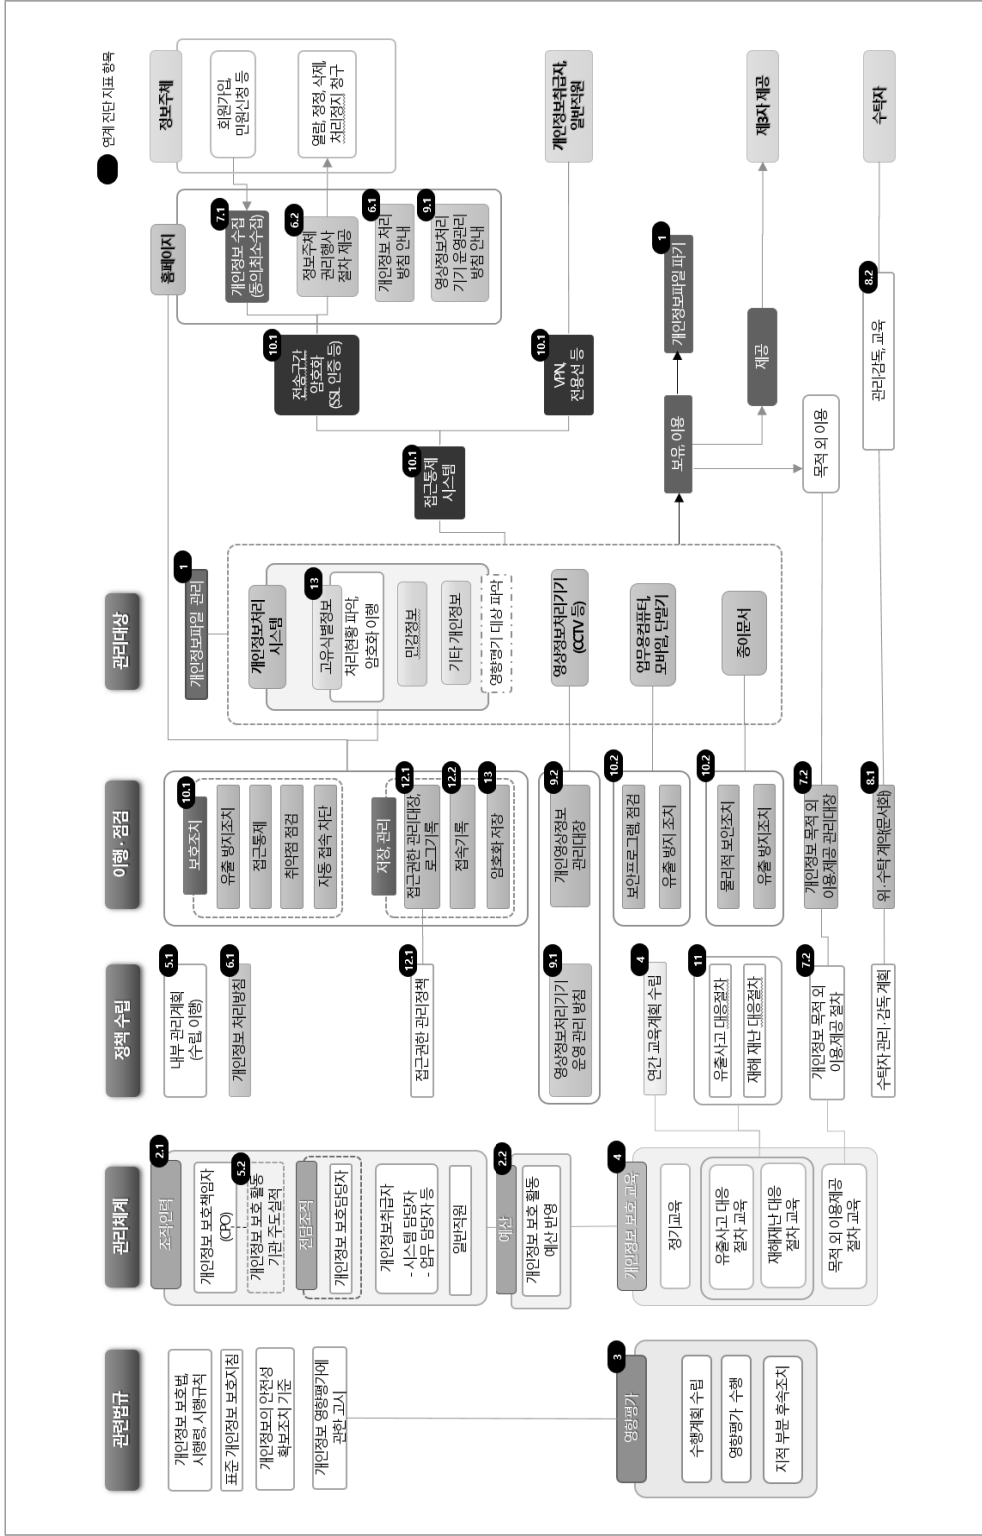 연계 진단 지표 항목
관련법규
개인정보 보호법,
시행령, 시행규칙
표준 개인정보 보호지침
개인정보의 안전성
확보조치 기준
개인정보 영향평가에
관한 고시
3
영향평가
수행계획 수립
영향평가 수행
지적 부분 후속조치
관리체계
2.1
조직·인력
개인정보 보호책임자
(CPO)
5.2
개인정보 보호 활동
기관 주도실적
전담조직
개인정보 보호담당자
개인정보취급자
- 시스템 담당자
- 업무 담당자 등
일반직원
2.2
예산
개인정보 보호 활동
예산 반영
4
개인정보 보호 교육
정기교육
유출사고 대응
절차 교육
재해재난 대응
절차 교육
목적 외 이용·제공
절차 교육
정책 수립
5.1
내부 관리계획
(수립, 이행)
6.1
개인정보 처리방침
12.1
접근권한 관리정책
9.1
영상정보처리기기
운영·관리 방침
4
연간 교육계획 수립
11
유출사고 대응절차
재해 재난 대응절차
7.2
개인정보 목적 외
이용·제공 절차
수탁자 관리·감독 계획
이행·점검
10.1
보호조치
유출 방지조치
접근통제
취약점 점검
자동 접속 차단
저장, 관리
12.1
접근권한 관리대장,
로그기록
12.2
접속기록
13
암호화 저장
9.2
개인영상정보
관리대장
10.2
보안프로그램, 점검
유출 방지 조치
10.2
물리적 보안조치
유출 방지조치
7.2
개인정보 목적 외
이용·제공 관리대장
8.1
위·수탁 계약(문서화)
관리대상
1
개인정보파일 관리
개인정보처리
시스템
13
고유식별정보
처리현황 파악,
암호화 이행
민감정보
기타 개인정보
영향평가 대상 파악
영상정보처리기기
(CCTV 등)
업무용컴퓨터,
모바일, 단말기
종이문서
10.1
접근통제
시스템
10.1
전송구간
암호화
(SSL 인증 등)
10.1
VPN,
전용선 등
보유, 이용
1
개인정보파일 파기
제공
목적 외 이용
8.2
관리·감독, 교육
홈페이지
7.1
개인정보 수집
(동의/최소수집)
6.2
정보주체
권리행사
절차 제공
6.1
개인정보 처리
방침 안내
9.1
영상정보처리
기기 운영관리
방침 안내
정보주체
회원가입,
민원신청 등
열람, 정정, 삭제,
처리정지 청구
개인정보취급자,
일반직원
제3자 제공
수탁자